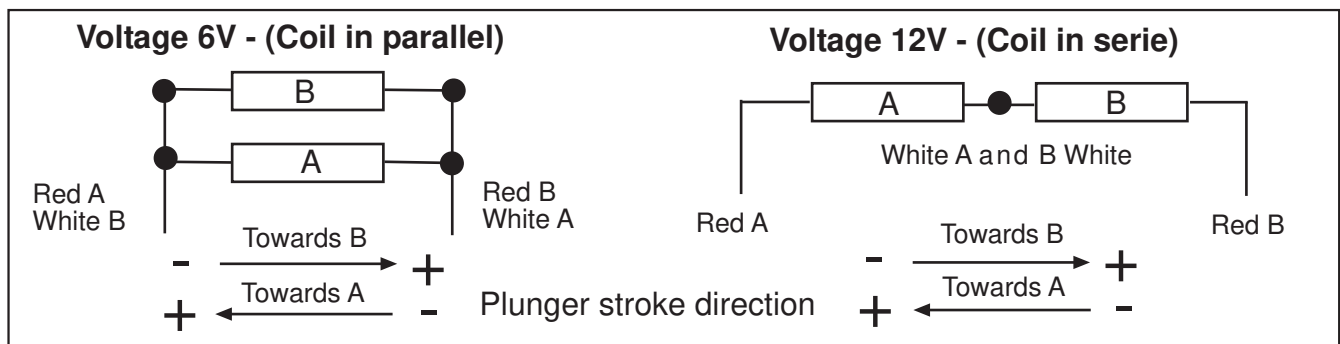 Voltage 6V - (Coil in parallel)
B
A
Red A
White B
Red B
White A
- Towards B +
+ Towards A -
Plunger stroke direction
Voltage 12V - (Coil in serie)
A
B
White A and B White
Red A
Red B
- Towards B +
+ Towards A -